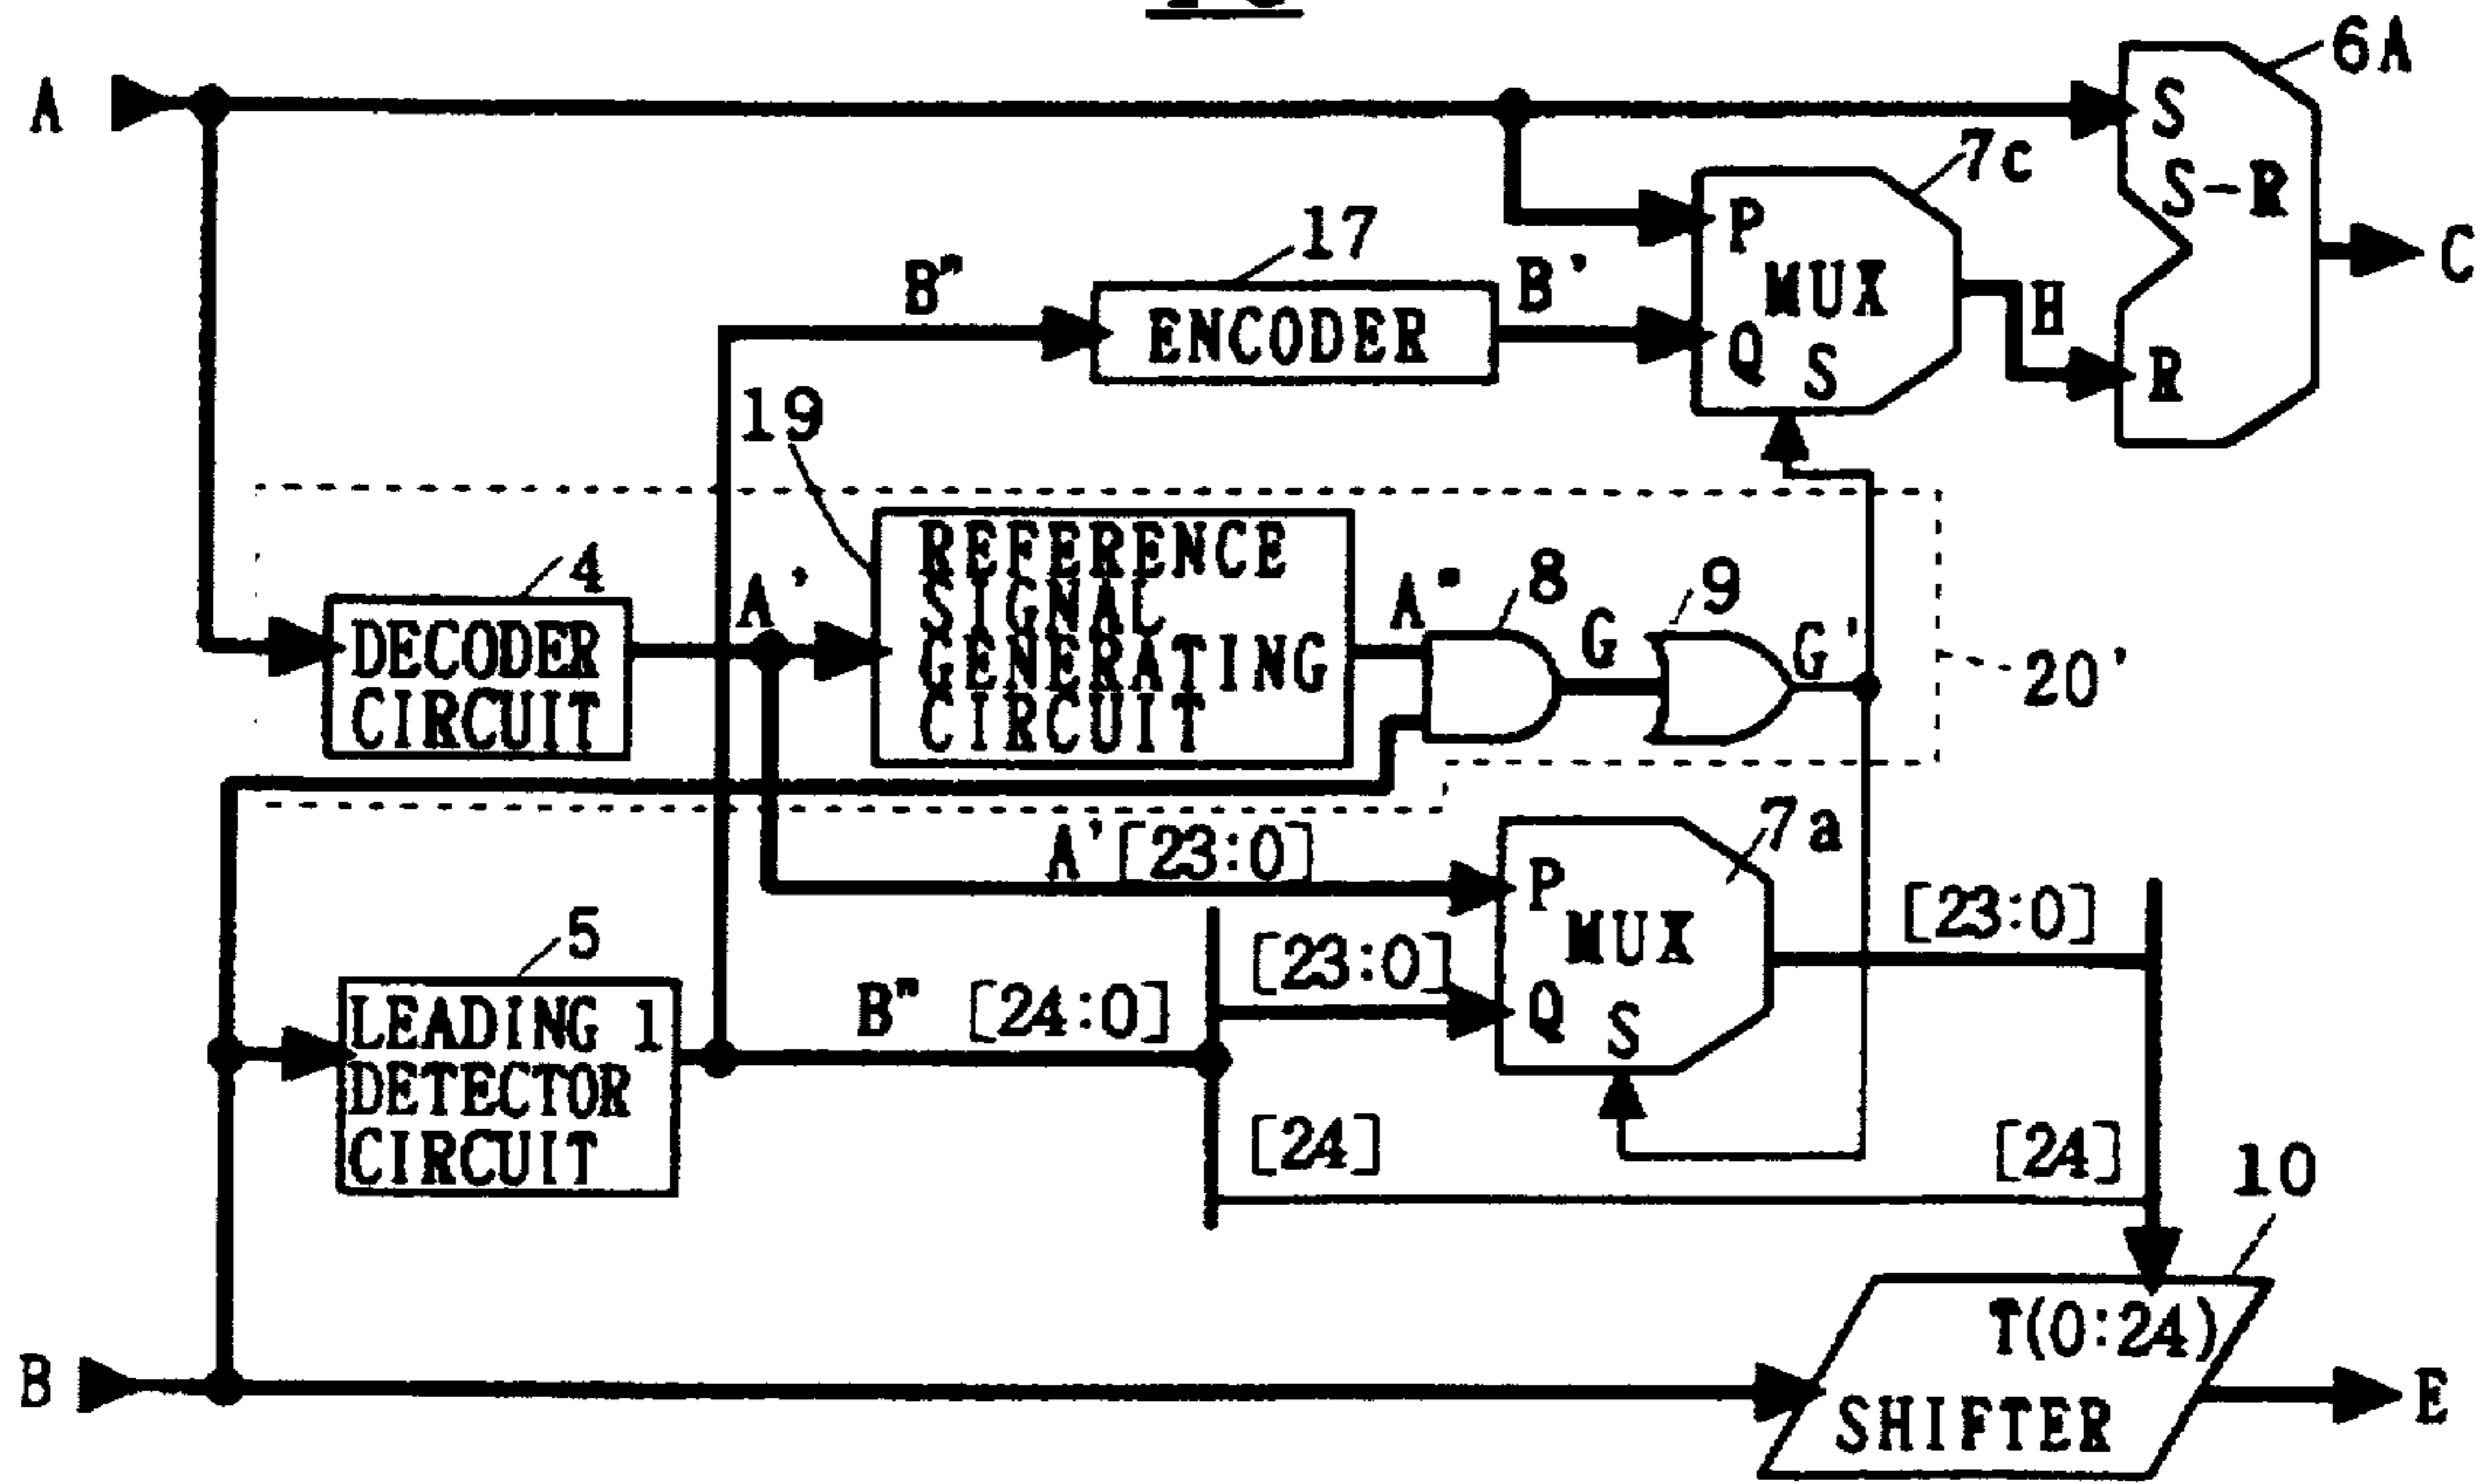 6A
A
S
7c
S-R
P
17
B"
B'
MUX
C
ENCODER
H
Q
S
R
19
REFERENCE
SIGNAL
GENERATING
CIRCUIT
4
A'
A"
8
9
DECODER
CIRCUIT
G
G'
20'
A'[23:0]
7a
P
5
[23:0]
MUX
[23:0]
LEADING 1
DETECTOR
CIRCUIT
B"
[24:0]
Q
S
[24]
[24]
10
T(0:24)
B
SHIFTER
E